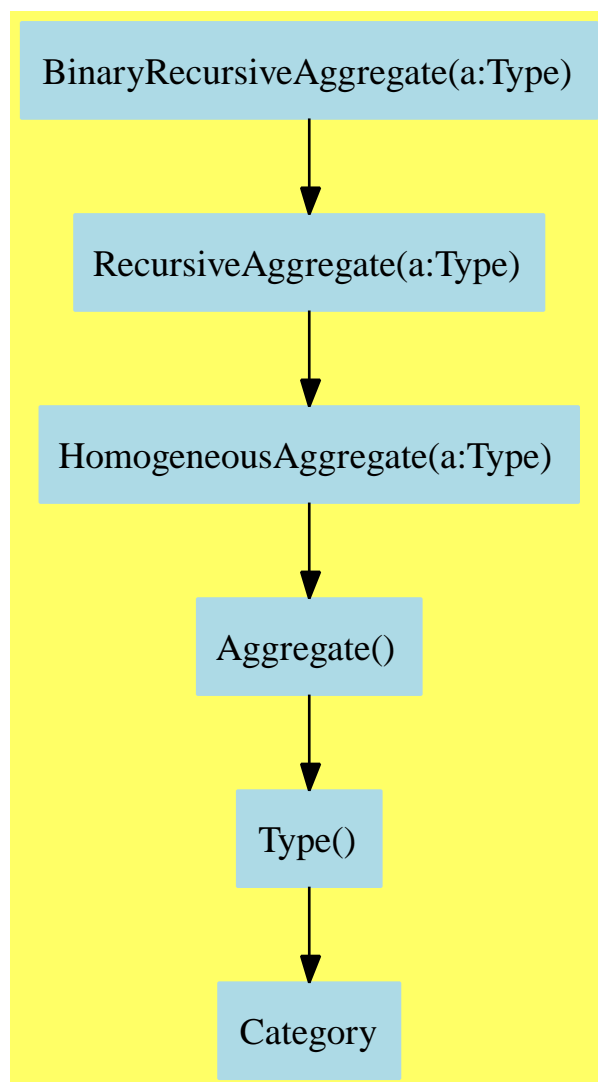 BinaryRecursiveAggregate(a:Type)
RecursiveAggregate(a:Type)
HomogeneousAggregate(a:Type)
Aggregate()
Type()
Category